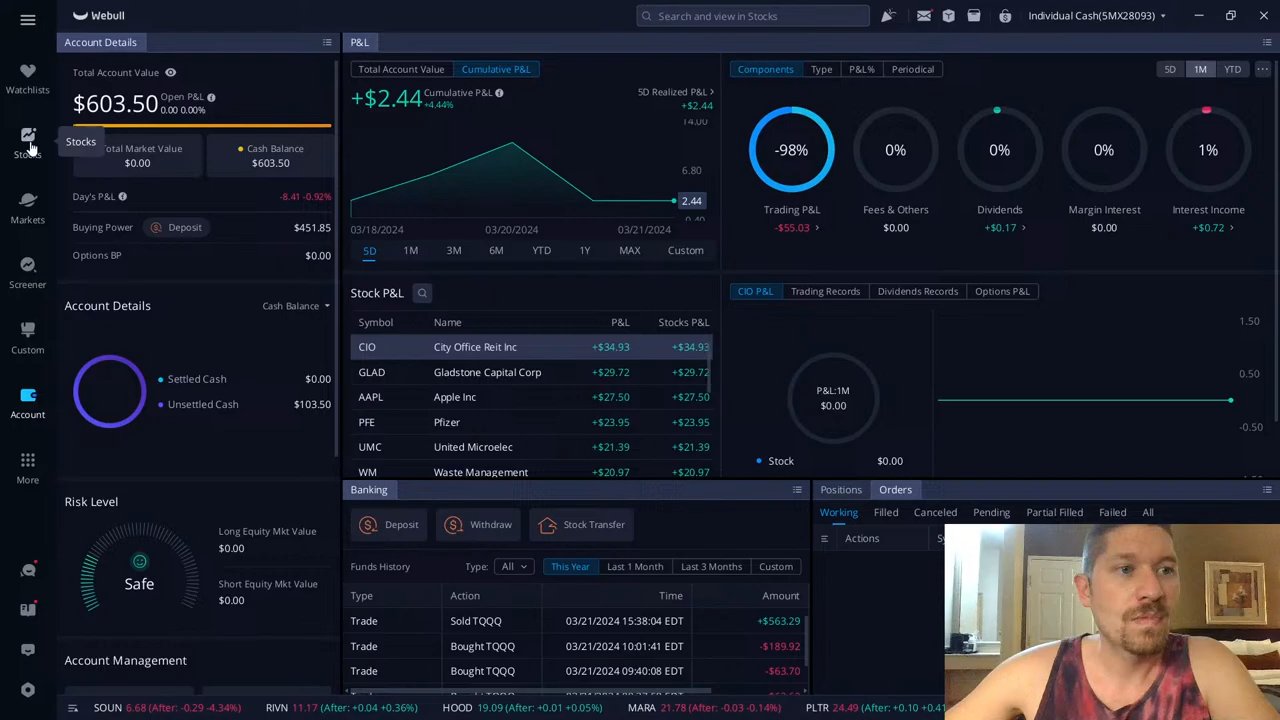 Webull
Search and view in Stocks
Individual Cash(5MX28093)
Watchlists
Stocks
Stocks
Markets
Screener
Custom
Account
More
Account Details
Total Account Value
$603.50
Open P&L
0.00 0.00%
Total Market Value
$0.00
Cash Balance
$603.50
Day's P&L
-8.41 -0.92%
Buying Power
Deposit
$451.85
Options BP
$0.00
Account Details
Cash Balance
Settled Cash
$0.00
Unsettled Cash
$103.50
Risk Level
Safe
Long Equity Mkt Value
$0.00
Short Equity Mkt Value
$0.00
Account Management
P&L
Total Account Value
Cumulative P&L
+$2.44
Cumulative P&L
+4.44%
5D Realized P&L
+$2.44
14.00
6.80
2.44
-0.40
03/18/2024
03/20/2024
03/21/2024
5D 1M 3M 6M YTD 1Y MAX Custom
Stock P&L
Symbol Name P&L Stocks P&L
CIO City Office Reit Inc +$34.93 +$34.93
GLAD Gladstone Capital Corp +$29.72 +$29.72
AAPL Apple Inc +$27.50 +$27.50
PFE Pfizer +$23.95 +$23.95
UMC United Microelec +$21.39 +$21.39
WM Waste Management +$20.97 +$20.97
Components Type P&L% Periodical
5D 1M YTD
-98%
0%
0%
0%
1%
Trading P&L
-$55.03
Fees & Others
$0.00
Dividends
+$0.17
Margin Interest
$0.00
Interest Income
+$0.72
CIO P&L Trading Records Dividends Records Options P&L
P&L:1M
$0.00
Stock
$0.00
1.50
0.50
-0.50
Banking
Deposit
Withdraw
Stock Transfer
Funds History
Type: All
This Year Last 1 Month Last 3 Months Custom
Type Action Time Amount
Trade Sold TQQQ 03/21/2024 15:38:04 EDT +$563.29
Trade Bought TQQQ 03/21/2024 10:01:41 EDT -$189.92
Trade Bought TQQQ 03/21/2024 09:40:08 EDT -$63.70
Positions Orders
Working Filled Canceled Pending Partial Filled Failed All
Actions
SOUN 6.68 (After: -0.29 -4.34%)
RIVN 11.17 (After: +0.04 +0.36%)
HOOD 19.09 (After: +0.01 +0.05%)
MARA 21.78 (After: -0.03 -0.14%)
PLTR 24.49 (After: +0.10 +0.41